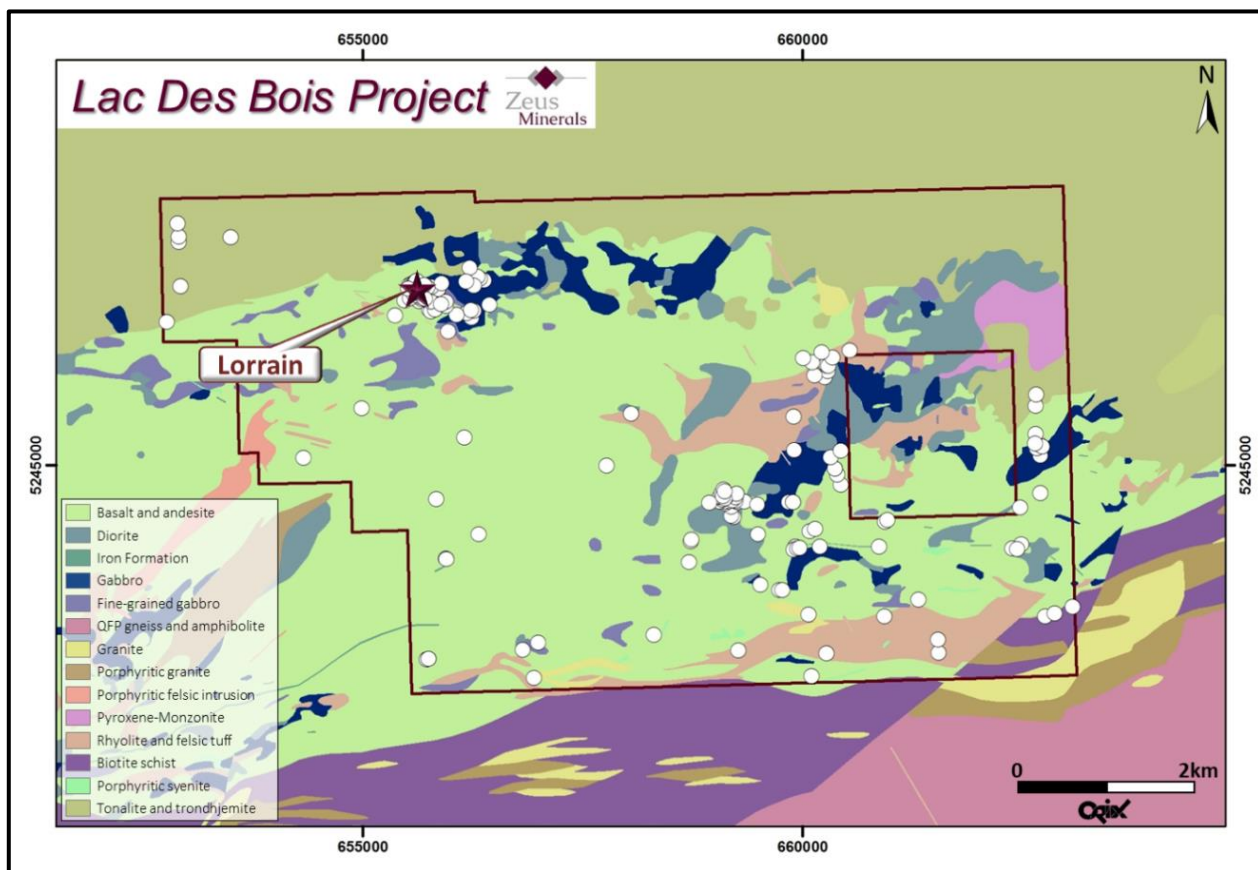 655000
660000
Lac Des Bois Project
Zeus
Minerals
N
Lorrain
5245000
5245000
Basalt and andesite
Diorite
Iron Formation
Gabbro
Fine-grained gabbro
QFP gneiss and amphibolite
Granite
Porphyritic granite
Porphyritic felsic intrusion
Pyroxene-Monzonite
Rhyolite and felsic tuff
Biotite schist
Porphyritic syenite
Tonalite and trondhjemite
0
2km
655000
660000